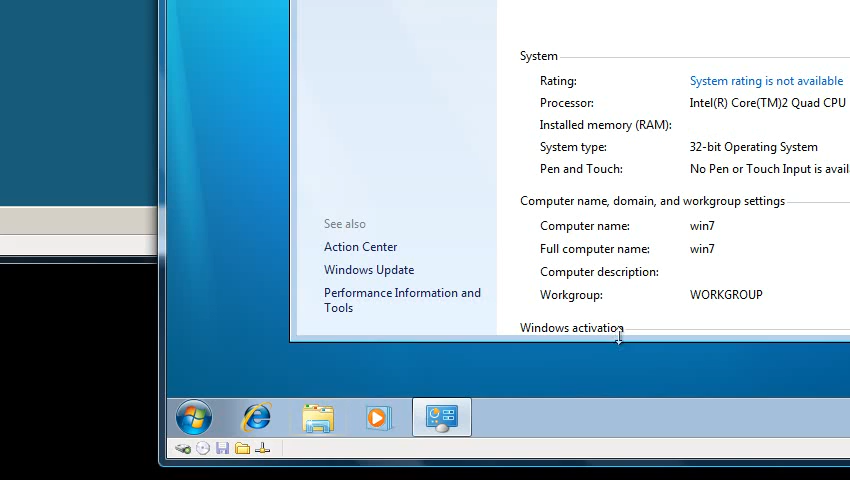 System
Rating: System rating is not available
Processor: Intel(R) Core(TM)2 Quad CPU
Installed memory (RAM):
System type: 32-bit Operating System
Pen and Touch: No Pen or Touch Input is avail
Computer name, domain, and workgroup settings
Computer name: win7
Full computer name: win7
Computer description:
Workgroup: WORKGROUP
Windows activation
See also
Action Center
Windows Update
Performance Information and
Tools